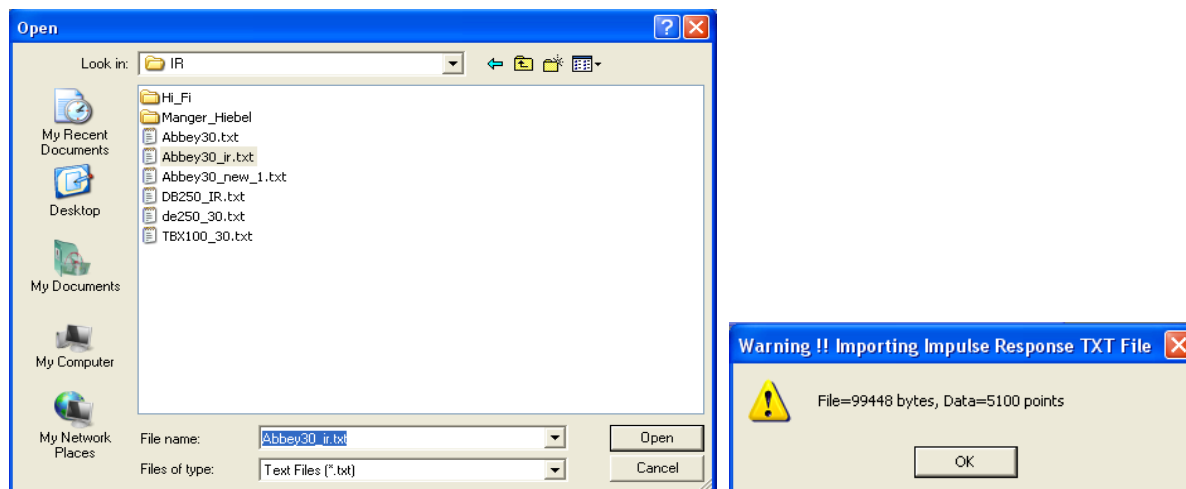 Open
Look in:
IR
My Recent
Documents
Desktop
My Documents
My Computer
My Network
Places
Hi_Fi
Manger_Hiebel
Abbey30.txt
Abbey30_ir.txt
Abbey30_new_1.txt
DB250_IR.txt
de250_30.txt
TBX100_30.txt
File name:
Abbey30_ir.txt
Open
Files of type:
Text Files (*.txt)
Cancel
Warning !! Importing Impulse Response TXT File
File=99448 bytes, Data=5100 points
OK